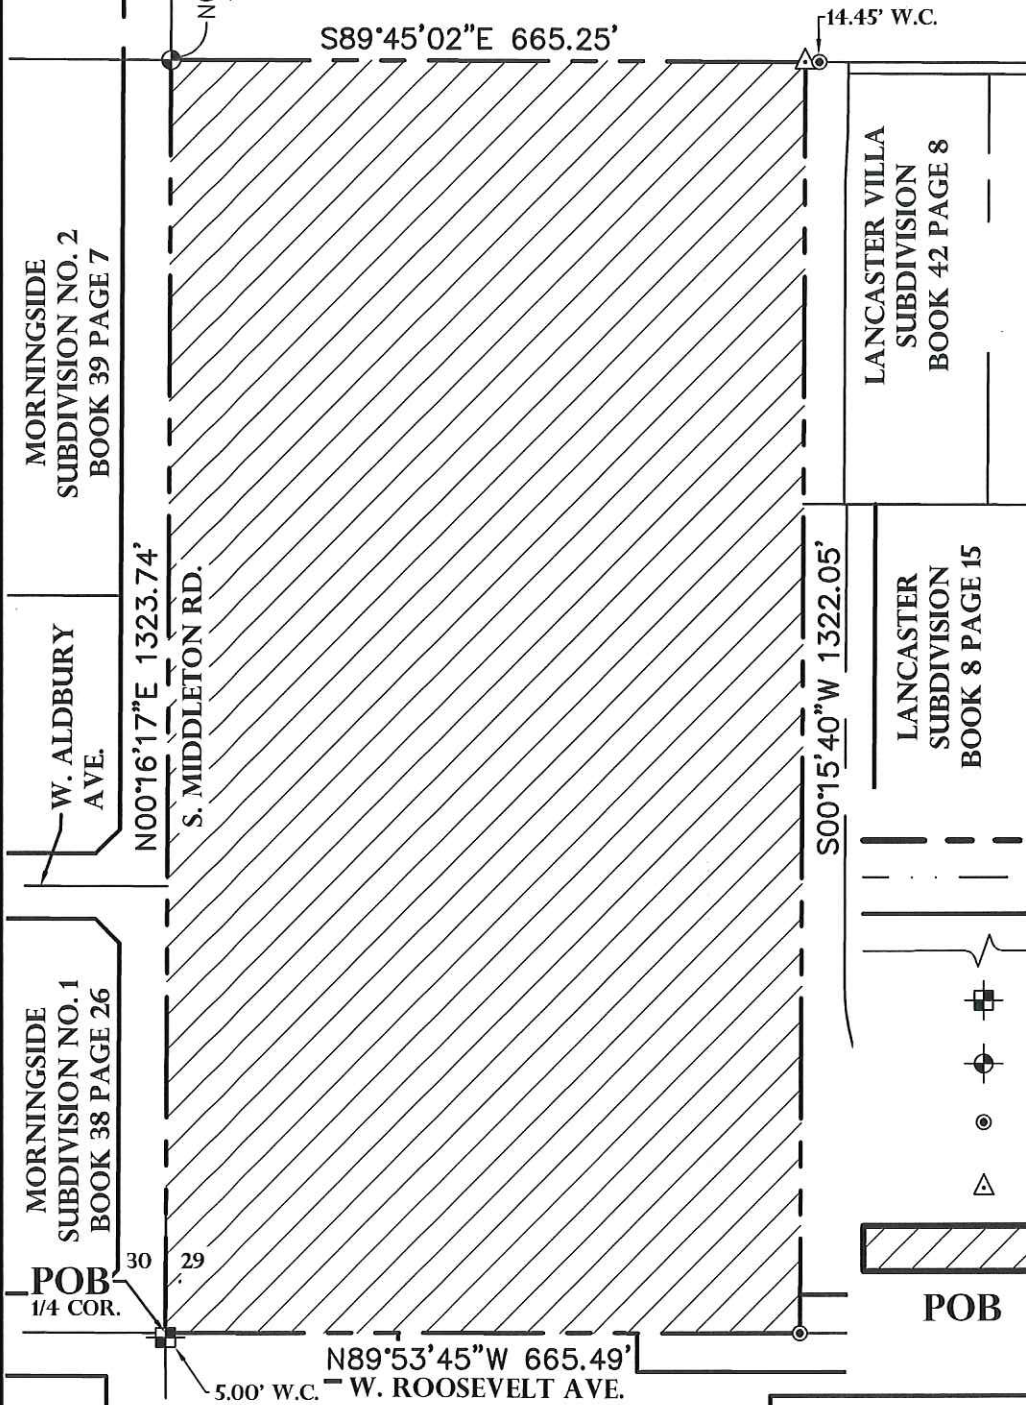 S89°45'02"E 665.25'
14.45' W.C.
MORNINGSIDE
SUBDIVISION NO. 2
BOOK 39 PAGE 7
LANCASTER VILLA
SUBDIVISION
BOOK 42 PAGE 8
N00°16'17"E 1323.74'
S. MIDDLETON RD.
S00°15'40"W 1322.05'
LANCASTER
SUBDIVISION
BOOK 8 PAGE 15
W. ALDBURY
AVE.
MORNINGSIDE
SUBDIVISION NO. 1
BOOK 38 PAGE 26
30
29
POB
1/4 COR.
POB
N89°53'45"W 665.49'
W. ROOSEVELT AVE.
5.00' W.C.